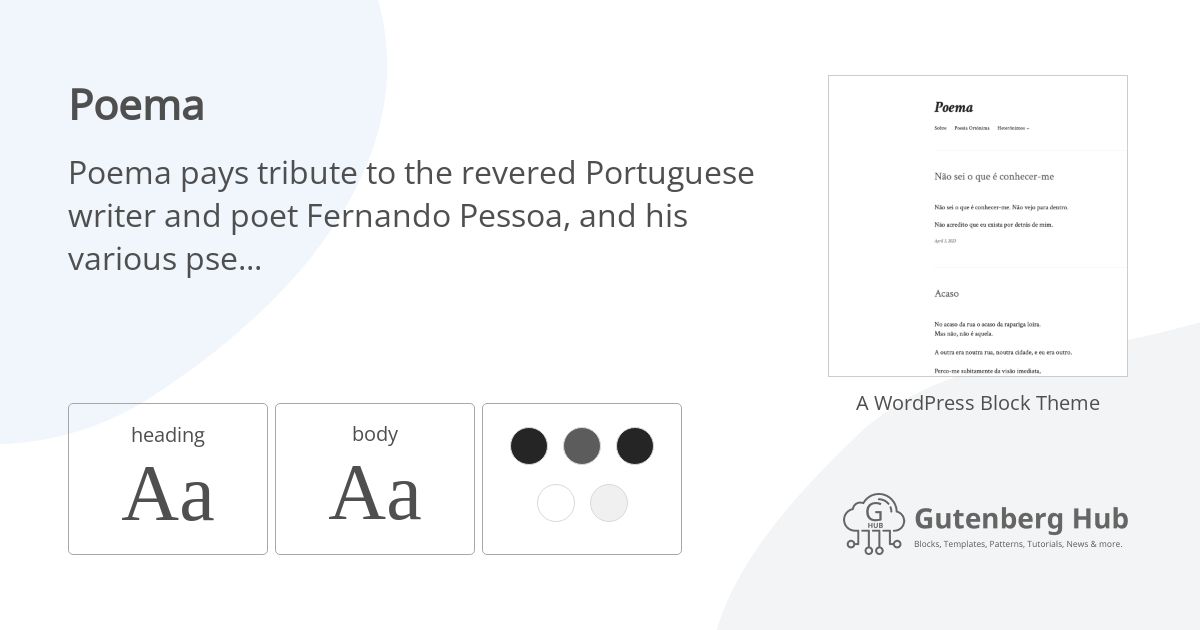 Poema
Poema pays tribute to the revered Portuguese
writer and poet Fernando Pessoa, and his
various pse...
heading
Aa
body
Aa
Poema
Sobre Poesia Ortónima Heterónimos
Não sei o que é conhecer-me
Não sei o que é conhecer-me. Não vejo para dentro.
Não acredito que eu exista por detrás de mim.
April 3, 2023
Acaso
No acaso da rua o acaso da rapariga loira.
Mas não, não é aquela.
A outra era noutra rua, noutra cidade, e eu era outro.
Perco-me subitamente da visão imediata,
A WordPress Block Theme
G
HUB
Gutenberg Hub
Blocks, Templates, Patterns, Tutorials, News & more.